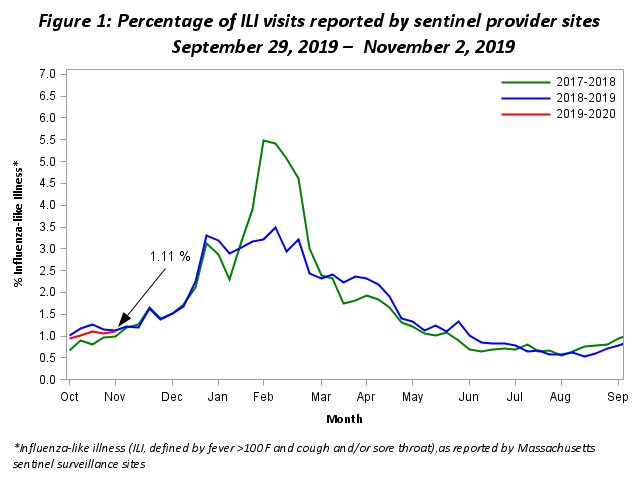 Figure 1: Percentage of ILI visits reported by sentinel provider sites
September 29, 2019 – November 2, 2019
7.0
6.5
6.0
5.5
5.0
4.5
4.0
3.5
3.0
2.5
2.0
1.5
1.0
0.5
0.0
% Influenza-like Illness*
2017-2018
2018-2019
2019-2020
1.11 %
Oct Nov Dec Jan Feb Mar Apr May Jun Jul Aug Sep
Month
*Influenza-like illness (ILI, defined by fever >100F and cough and/or sore throat),as reported by Massachusetts
sentinel surveillance sites